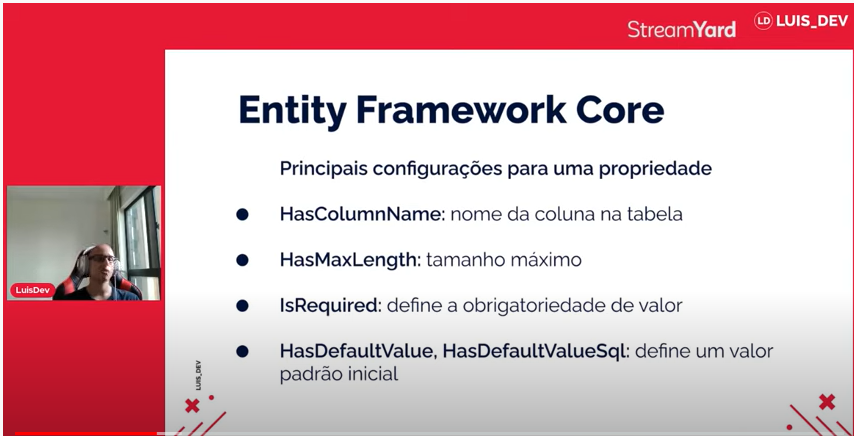 StreamYard
LD LUIS_DEV
Entity Framework Core
Principais configurações para uma propriedade
● HasColumnName: nome da coluna na tabela
● HasMaxLength: tamanho máximo
● IsRequired: define a obrigatoriedade de valor
● HasDefaultValue, HasDefaultValueSql: define um valor
padrão inicial
LuisDev
LUIS_DEV